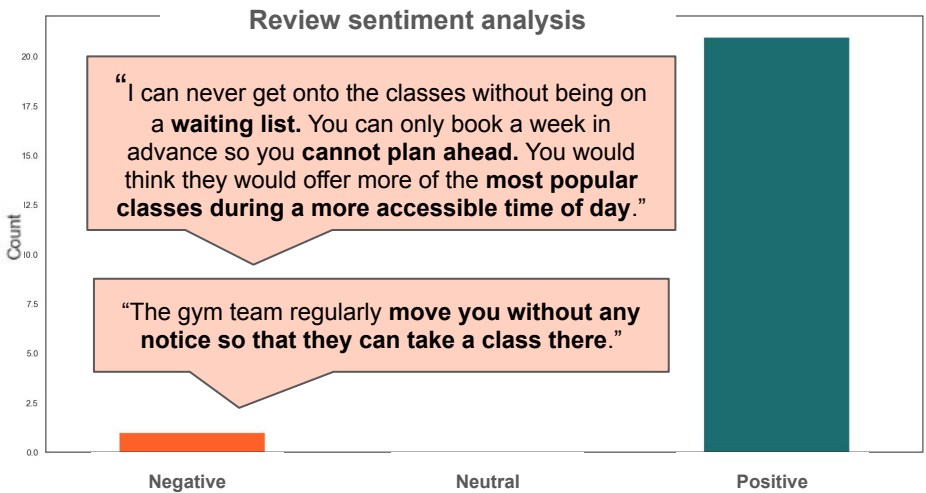 Review sentiment analysis
20.0
“I can never get onto the classes without being on
a waiting list. You can only book a week in
advance so you cannot plan ahead. You would
think they would offer more of the most popular
classes during a more accessible time of day.”
17.5
15.0
12.5
Count
10.0
“The gym team regularly move you without any
notice so that they can take a class there.”
7.5
5.0
2.5
0.0
Negative
Neutral
Positive